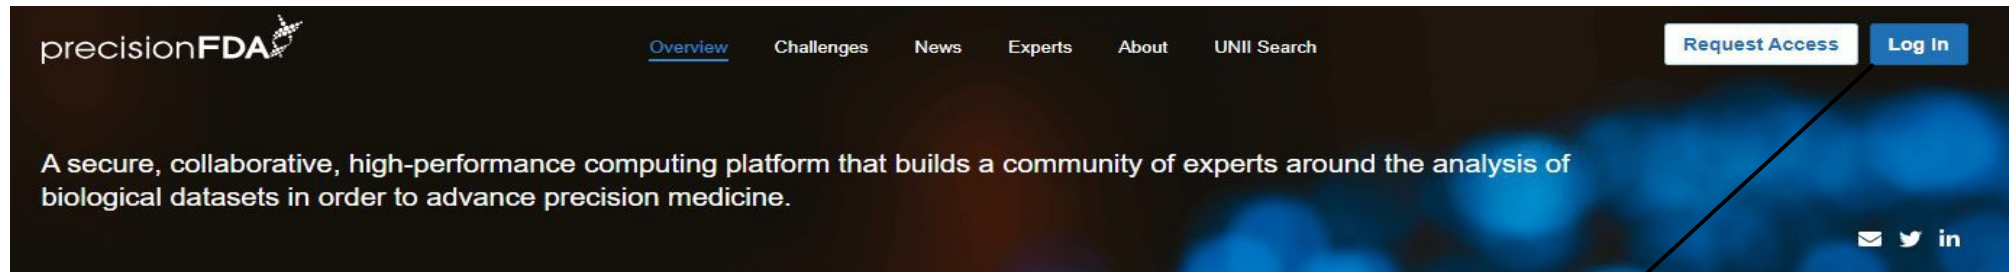 precisionFDA
Overview Challenges News Experts About UNII Search
Request Access Log In
A secure, collaborative, high-performance computing platform that builds a community of experts around the analysis of
biological datasets in order to advance precision medicine.
in